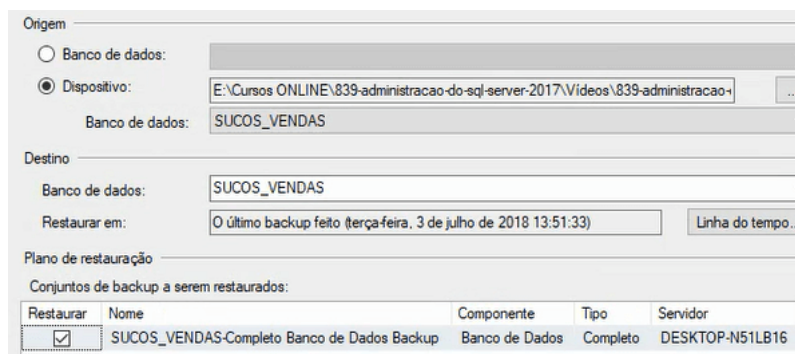 Origem
Banco de dados:
Dispositivo: E:\Cursos ONLINE\839-administracao-do-sql-server-2017\Vídeos\839-administracao- ..
Banco de dados: SUCOS_VENDAS
Destino
Banco de dados: SUCOS_VENDAS
Restaurar em: O último backup feito (terça-feira, 3 de julho de 2018 13:51:33) Linha do tempo..
Plano de restauração
Conjuntos de backup a serem restaurados:
Restaurar Nome Componente Tipo Servidor
SUCOS_VENDAS-Completo Banco de Dados Backup Banco de Dados Completo DESKTOP-N51LB16